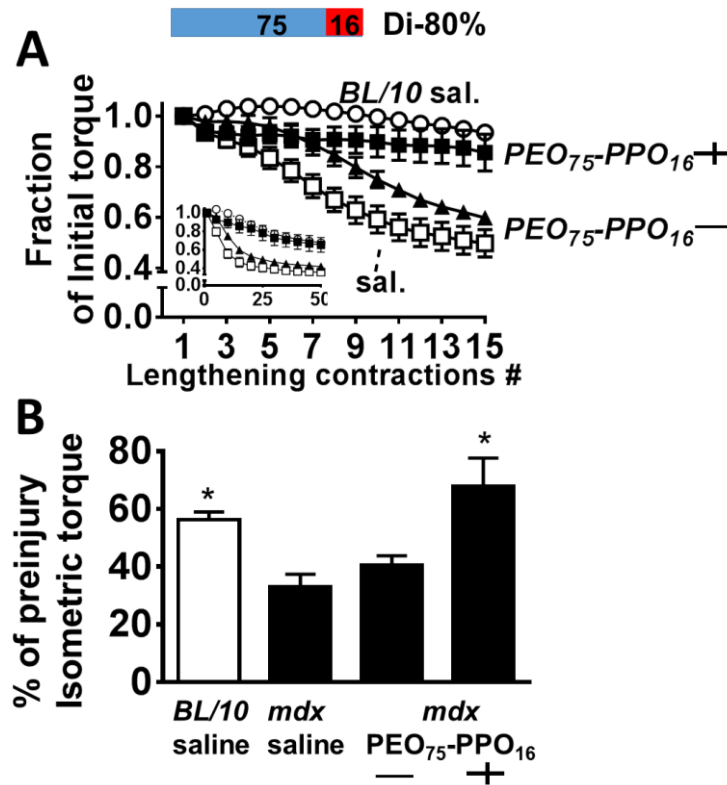 75 16 Di-80%
A
BL/10 sal.
PEO₇₅-PPO₁₆ +
PEO₇₅-PPO₁₆ —
sal.
Fraction
of Initial torque
1.0
0.8
0.6
0.4
0.0
1.0
0.8
0.6
0.4
0.0
0 25 50
1 3 5 7 9 11 13 15
Lengthening contractions #
B
% of preinjury
Isometric torque
80
60
40
20
0
* *
BL/10 mdx mdx
saline saline PEO₇₅-PPO₁₆
— +